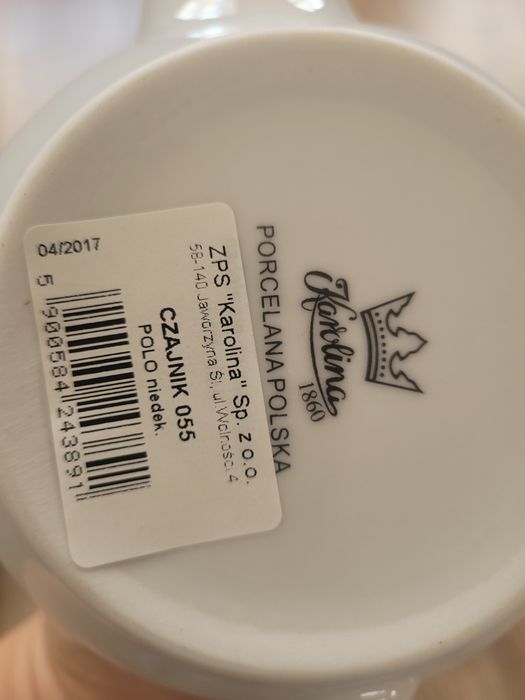 Karolina
1860
PORCELANA POLSKA
ZPS "Karolina" Sp. z o.o.
58-140 Jaworzyna Śl., ul.Wolności 4
CZAJNIK 055
POLO niedek.
04/2017
5 900584 243891